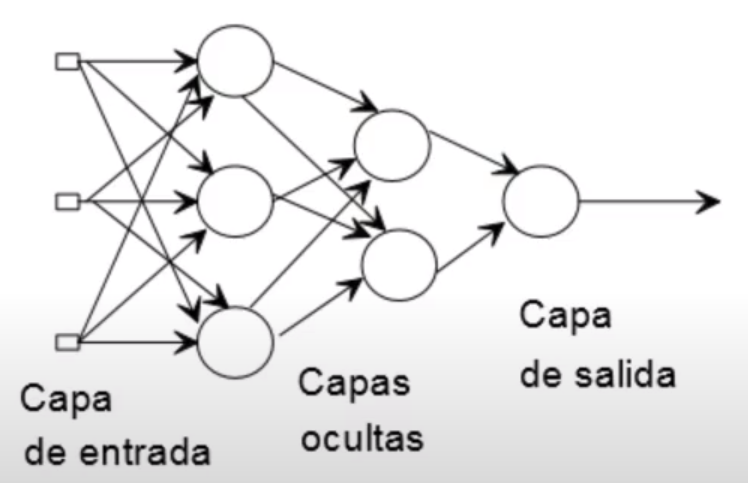 Capa
de entrada
Capas
ocultas
Capa
de salida